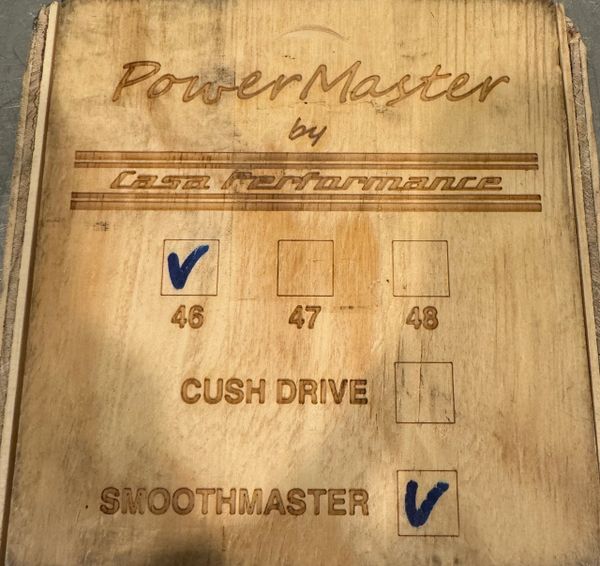 PowerMaster
by
Casa Performance
46 47 48
CUSH DRIVE
SMOOTHMASTER